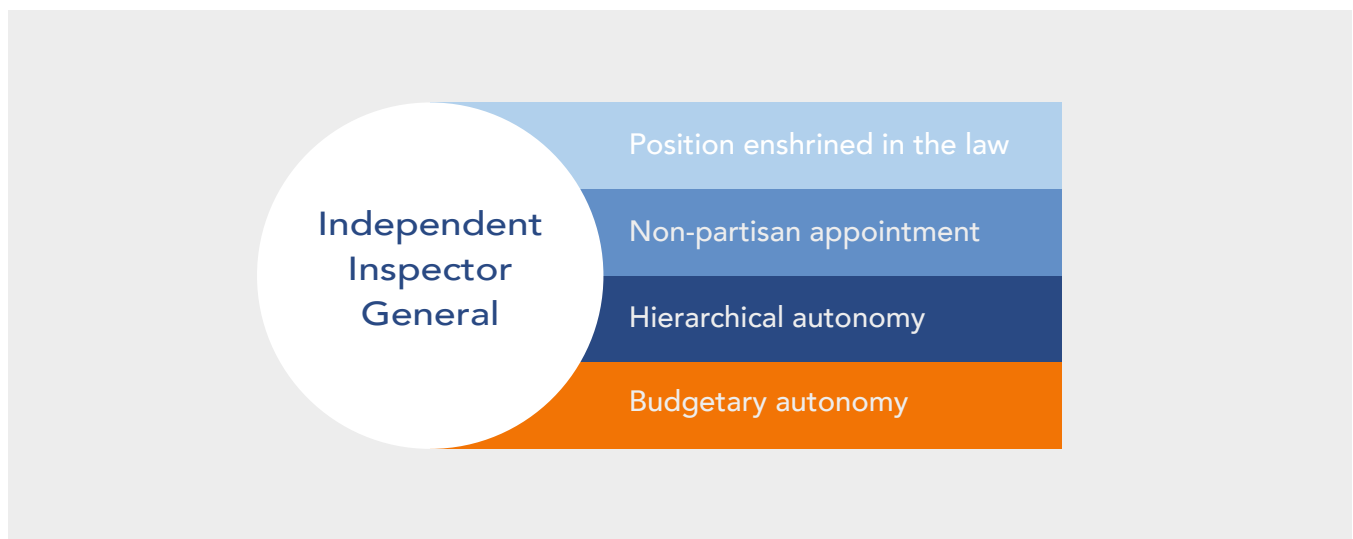 Independent
Inspector
General
Position enshrined in the law
Non-partisan appointment
Hierarchical autonomy
Budgetary autonomy